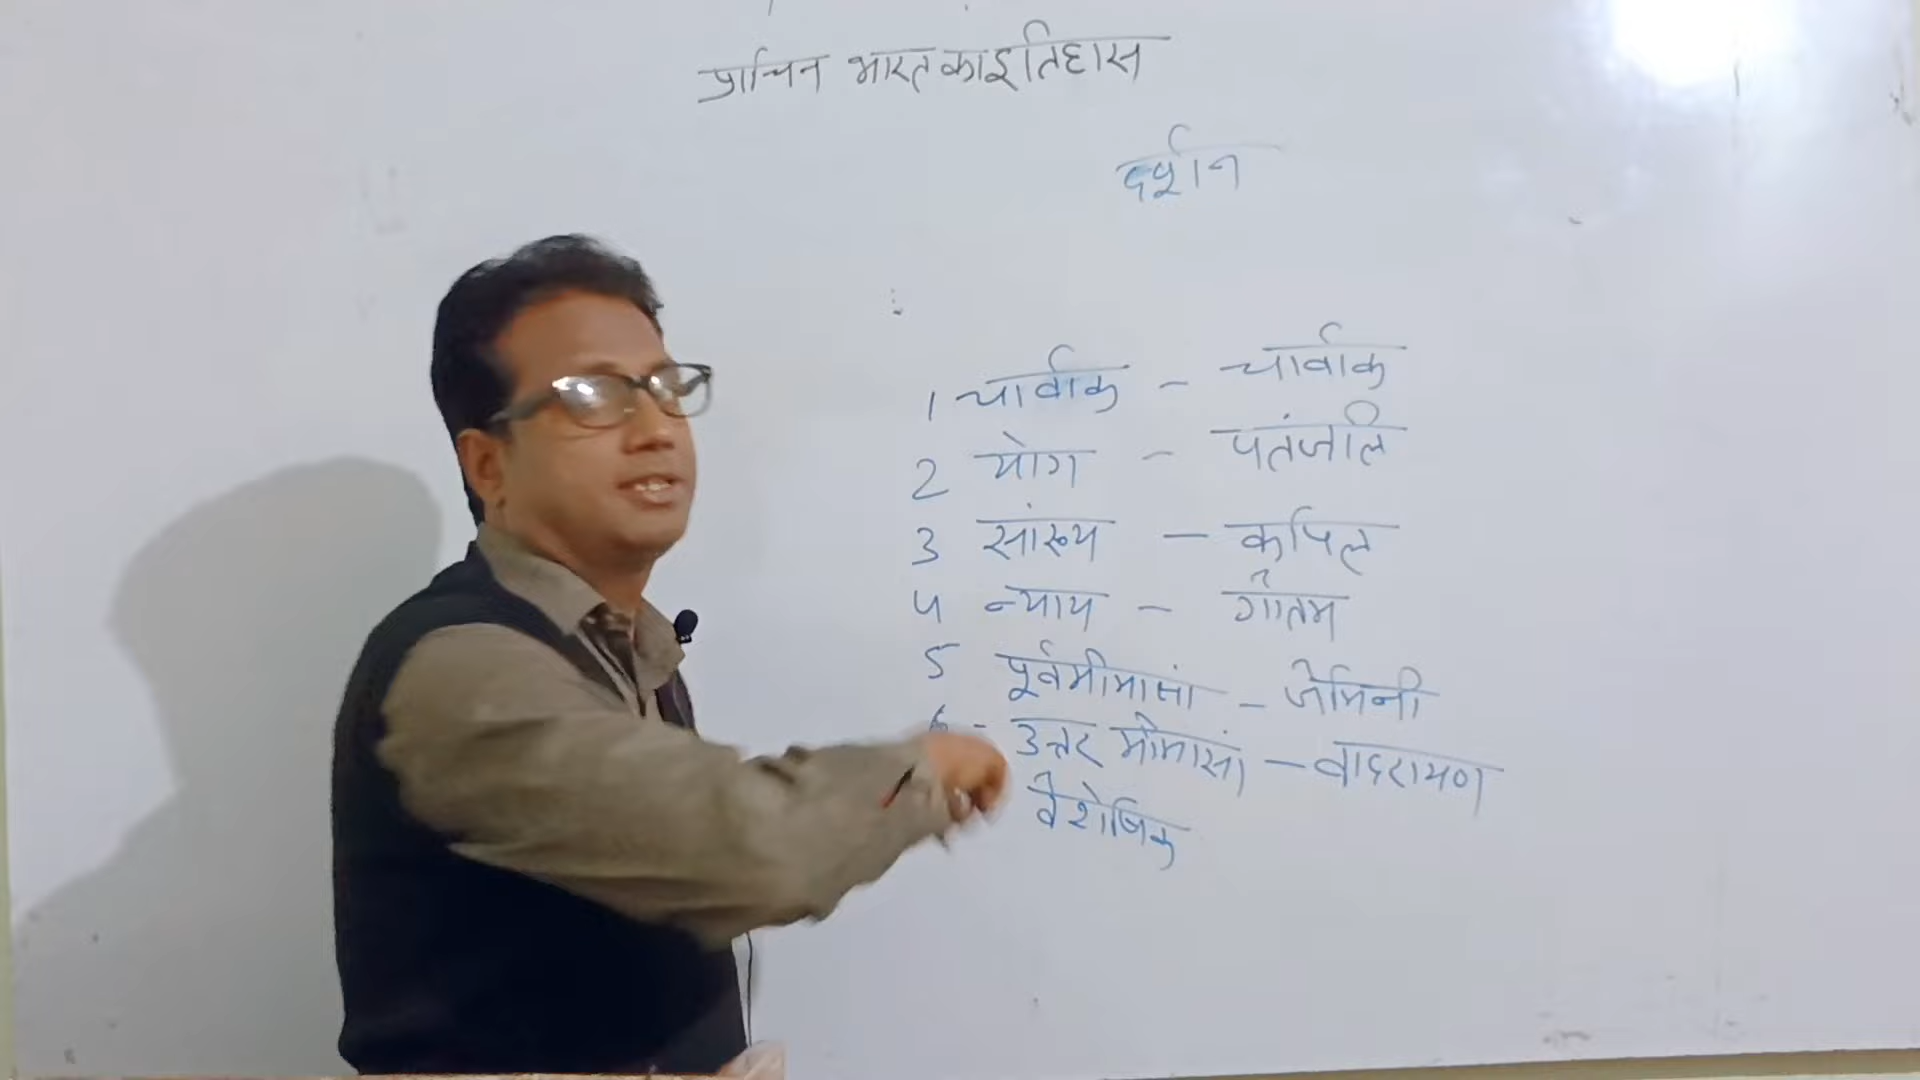 प्राचिन भारत का इतिहास
दर्शन
1 चार्वाक - चार्वाक
2 योग - पतंजलि
3 सांख्य - कपिल
4 न्याय - गौतम
5 पूर्वमीमासां - जैमिनी
6 - उत्तर मीमासां - वादरायण
वैशेषिक